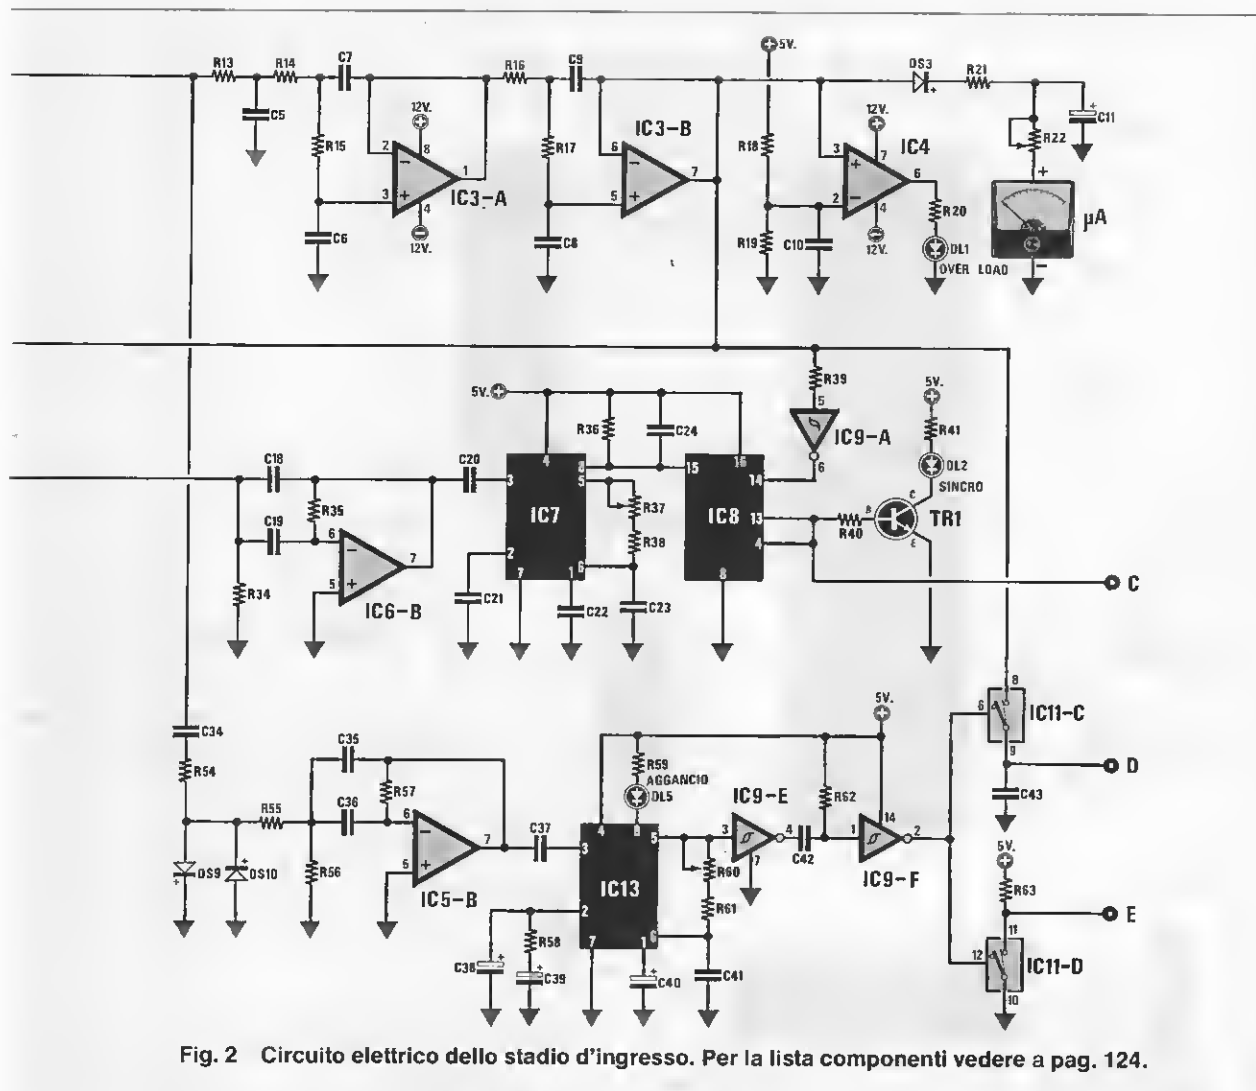 5V.
R13
R14
C7
R16
C9
DS3
R21
C5
R15
12V.
8
2
3
1
4
12V.
IC3-A
C6
R17
C8
IC3-B
6
5
7
R18
R19
C10
12V.
IC4
3
2
7
6
4
12V.
R20
DL1
OVER LOAD
+
C11
R22
+
µA
-
R39
5
IC9-A
6
5V.
R41
DL2
SINCRO
C
B
E
TR1
R40
5V.
R36
C24
C18
C19
R35
R34
6
5
7
IC6-B
C20
3
4
8
5
IC7
2
7
1
6
R37
R38
C21
C22
C23
15
16
14
IC8
13
4
8
C
C34
R54
R55
DS9
DS10
C35
C36
R57
R56
6
5
7
IC5-B
C37
R59
AGGANCIO
DL5
4
8
3
5
IC13
2
7
1
6
R58
C38
C39
C40
C41
R60
R61
IC9-E
3
4
7
C42
R62
5V.
1
14
2
IC9-F
8
6
IC11-C
9
D
C43
5V.
R63
E
11
12
IC11-D
10
Fig. 2 Circuito elettrico dello stadio d'ingresso. Per la lista componenti vedere a pag. 124.